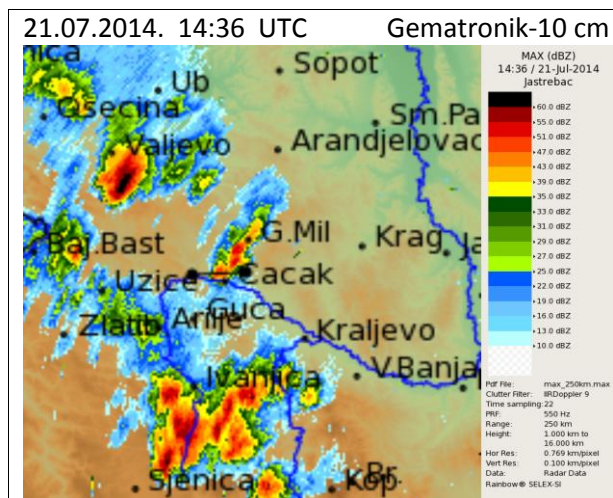 21.07.2014. 14:36 UTC
Gematronik-10 cm
MAX (dBZ)
14:36 / 21-Jul-2014
Jastrebac
60.0 dBZ
55.0 dBZ
51.0 dBZ
47.0 dBZ
43.0 dBZ
39.0 dBZ
35.0 dBZ
33.0 dBZ
31.0 dBZ
29.0 dBZ
27.0 dBZ
25.0 dBZ
22.0 dBZ
19.0 dBZ
16.0 dBZ
13.0 dBZ
10.0 dBZ
Pdf File: max_250km.max
Clutter Filter: IIRDoppler 9
Time sampling: 22
PRF: 550 Hz
Range: 250 km
Height: 1.000 km to
16.000 km
Hor Res: 0.769 km/pixel
Vert Res: 0.100 km/pixel
Data: Radar Data
Rainbow® SELEX-SI
nica
Sopot
Ub
Osecina
Sm.Pa
Valjevo
Arandjelovac
G.Mil
Krag
Ja
Baj.Bast
Cacak
Uzice
Guca
Arilje
Zlatib
Kraljevo
V.Banja
Ivanjica
Br.
Sjenica
Kop